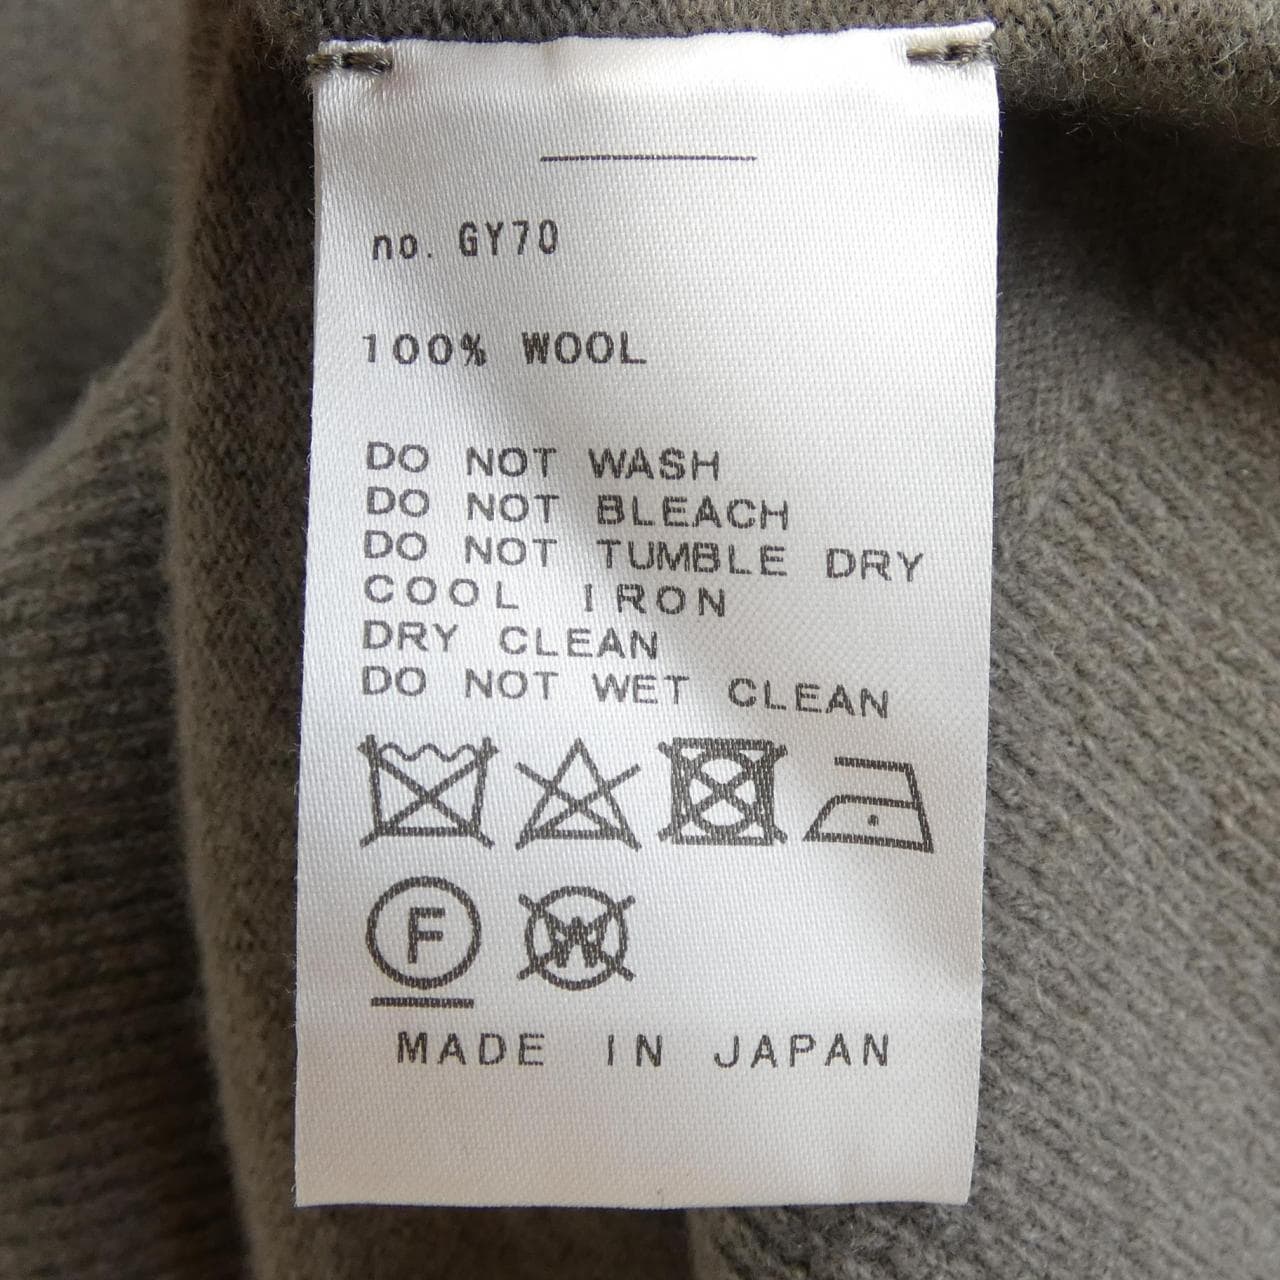 no. GY70
100% WOOL
DO NOT WASH
DO NOT BLEACH
DO NOT TUMBLE DRY
COOL IRON
DRY CLEAN
DO NOT WET CLEAN
F W
MADE IN JAPAN